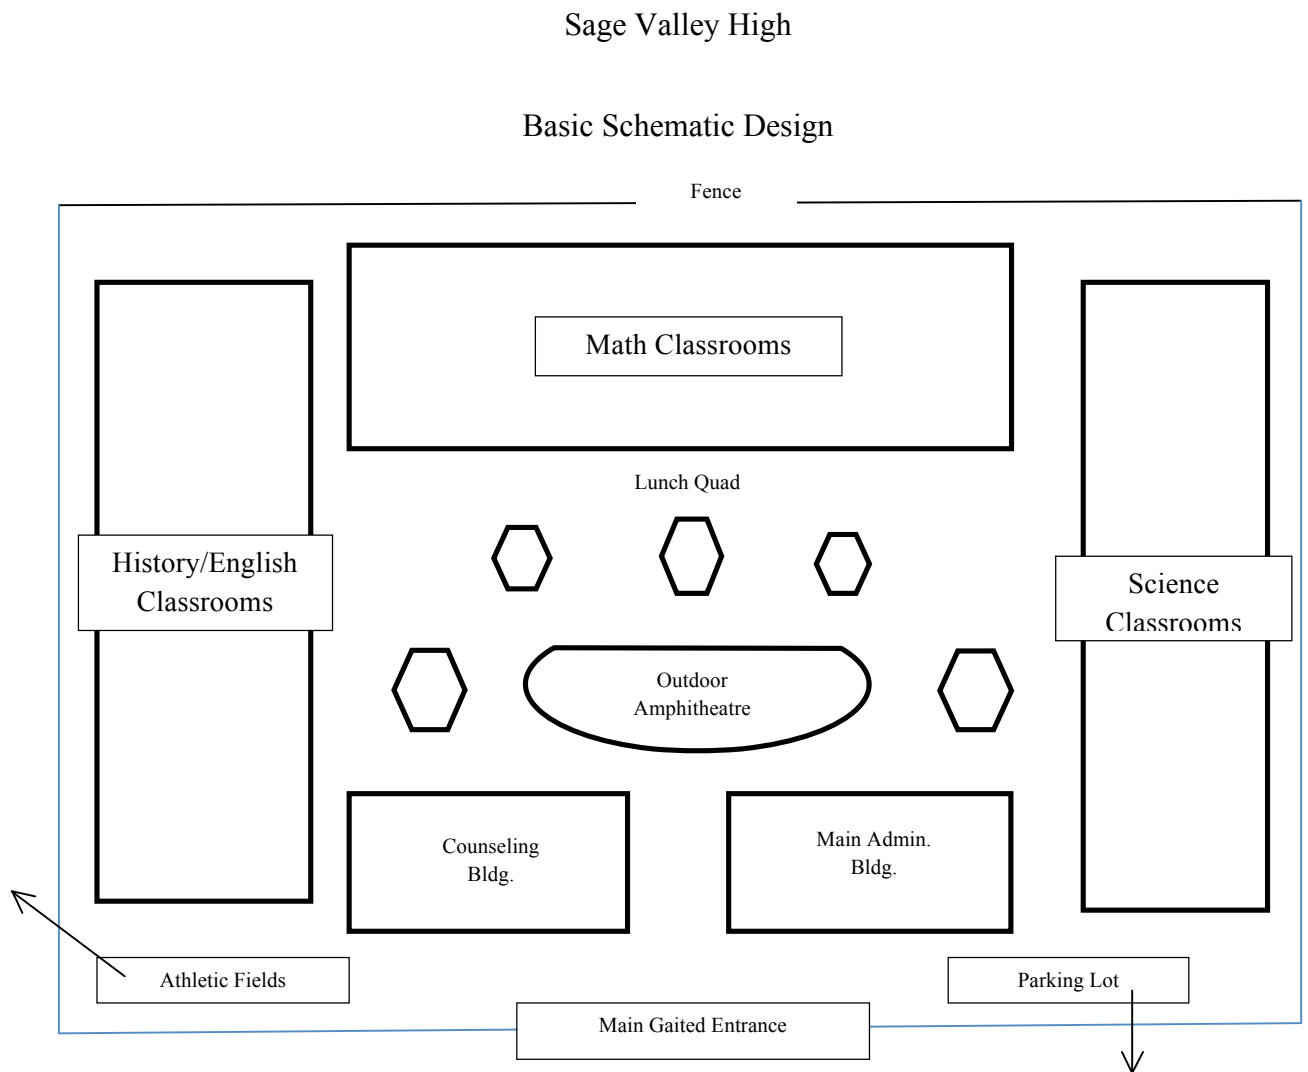 Sage Valley High
Basic Schematic Design
Fence
Math Classrooms
Lunch Quad
History/English
Classrooms
Science
Classrooms
Outdoor
Amphitheatre
Counseling
Bldg.
Main Admin.
Bldg.
Athletic Fields
Parking Lot
Main Gaited Entrance